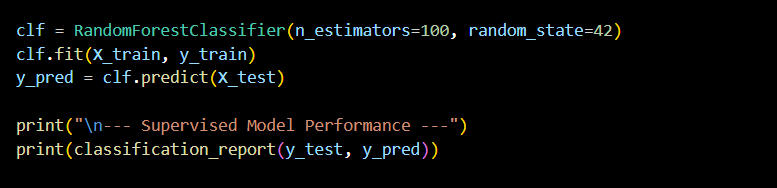 clf = RandomForestClassifier(n_estimators=100, random_state=42)
clf.fit(X_train, y_train)
y_pred = clf.predict(X_test)
print("\n--- Supervised Model Performance ---")
print(classification_report(y_test, y_pred))